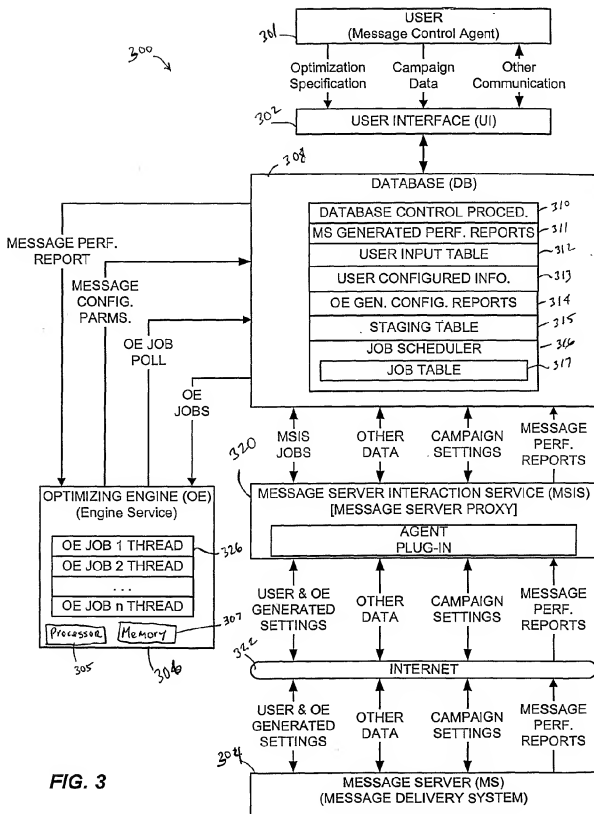 300
301
USER
(Message Control Agent)
Optimization
Specification
Campaign
Data
Other
Communication
302
USER INTERFACE (UI)
308
DATABASE (DB)
DATABASE CONTROL PROCED.
310
MS GENERATED PERF. REPORTS
311
USER INPUT TABLE
312
USER CONFIGURED INFO.
313
OE GEN. CONFIG. REPORTS
314
STAGING TABLE
315
JOB SCHEDULER
316
JOB TABLE
317
MESSAGE PERF.
REPORT
MESSAGE
CONFIG.
PARMS.
OE JOB
POLL
OE
JOBS
MSIS
JOBS
OTHER
DATA
CAMPAIGN
SETTINGS
MESSAGE
PERF.
REPORTS
320
MESSAGE SERVER INTERACTION SERVICE (MSIS)
[MESSAGE SERVER PROXY]
AGENT
PLUG-IN
OPTIMIZING ENGINE (OE)
(Engine Service)
OE JOB 1 THREAD
326
OE JOB 2 THREAD
. . .
OE JOB n THREAD
Processor
Memory
307
305
306
USER & OE
GENERATED
SETTINGS
OTHER
DATA
CAMPAIGN
SETTINGS
MESSAGE
PERF.
REPORTS
322
INTERNET
USER & OE
GENERATED
SETTINGS
OTHER
DATA
CAMPAIGN
SETTINGS
MESSAGE
PERF.
REPORTS
304
MESSAGE SERVER (MS)
(MESSAGE DELIVERY SYSTEM)
FIG. 3